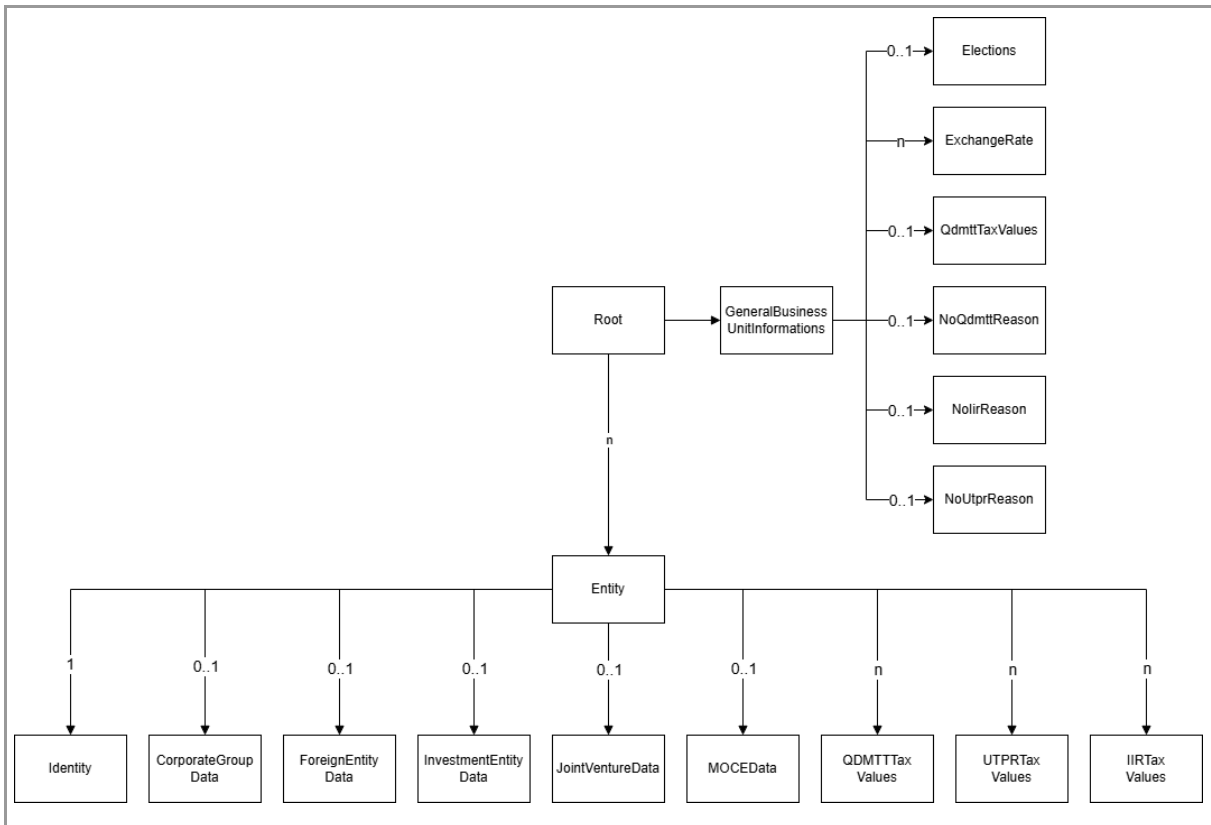 0..1
Elections
n
ExchangeRate
0..1
QdmttTaxValues
Root
GeneralBusiness
UnitInformations
0..1
NoQdmttReason
0..1
NoIirReason
n
0..1
NoUtprReason
Entity
1
0..1
0..1
0..1
0..1
0..1
n
n
n
Identity
CorporateGroup
Data
ForeignEntity
Data
InvestmentEntity
Data
JointVentureData
MOCEData
QDMTTTax
Values
UTPRTax
Values
IIRTax
Values